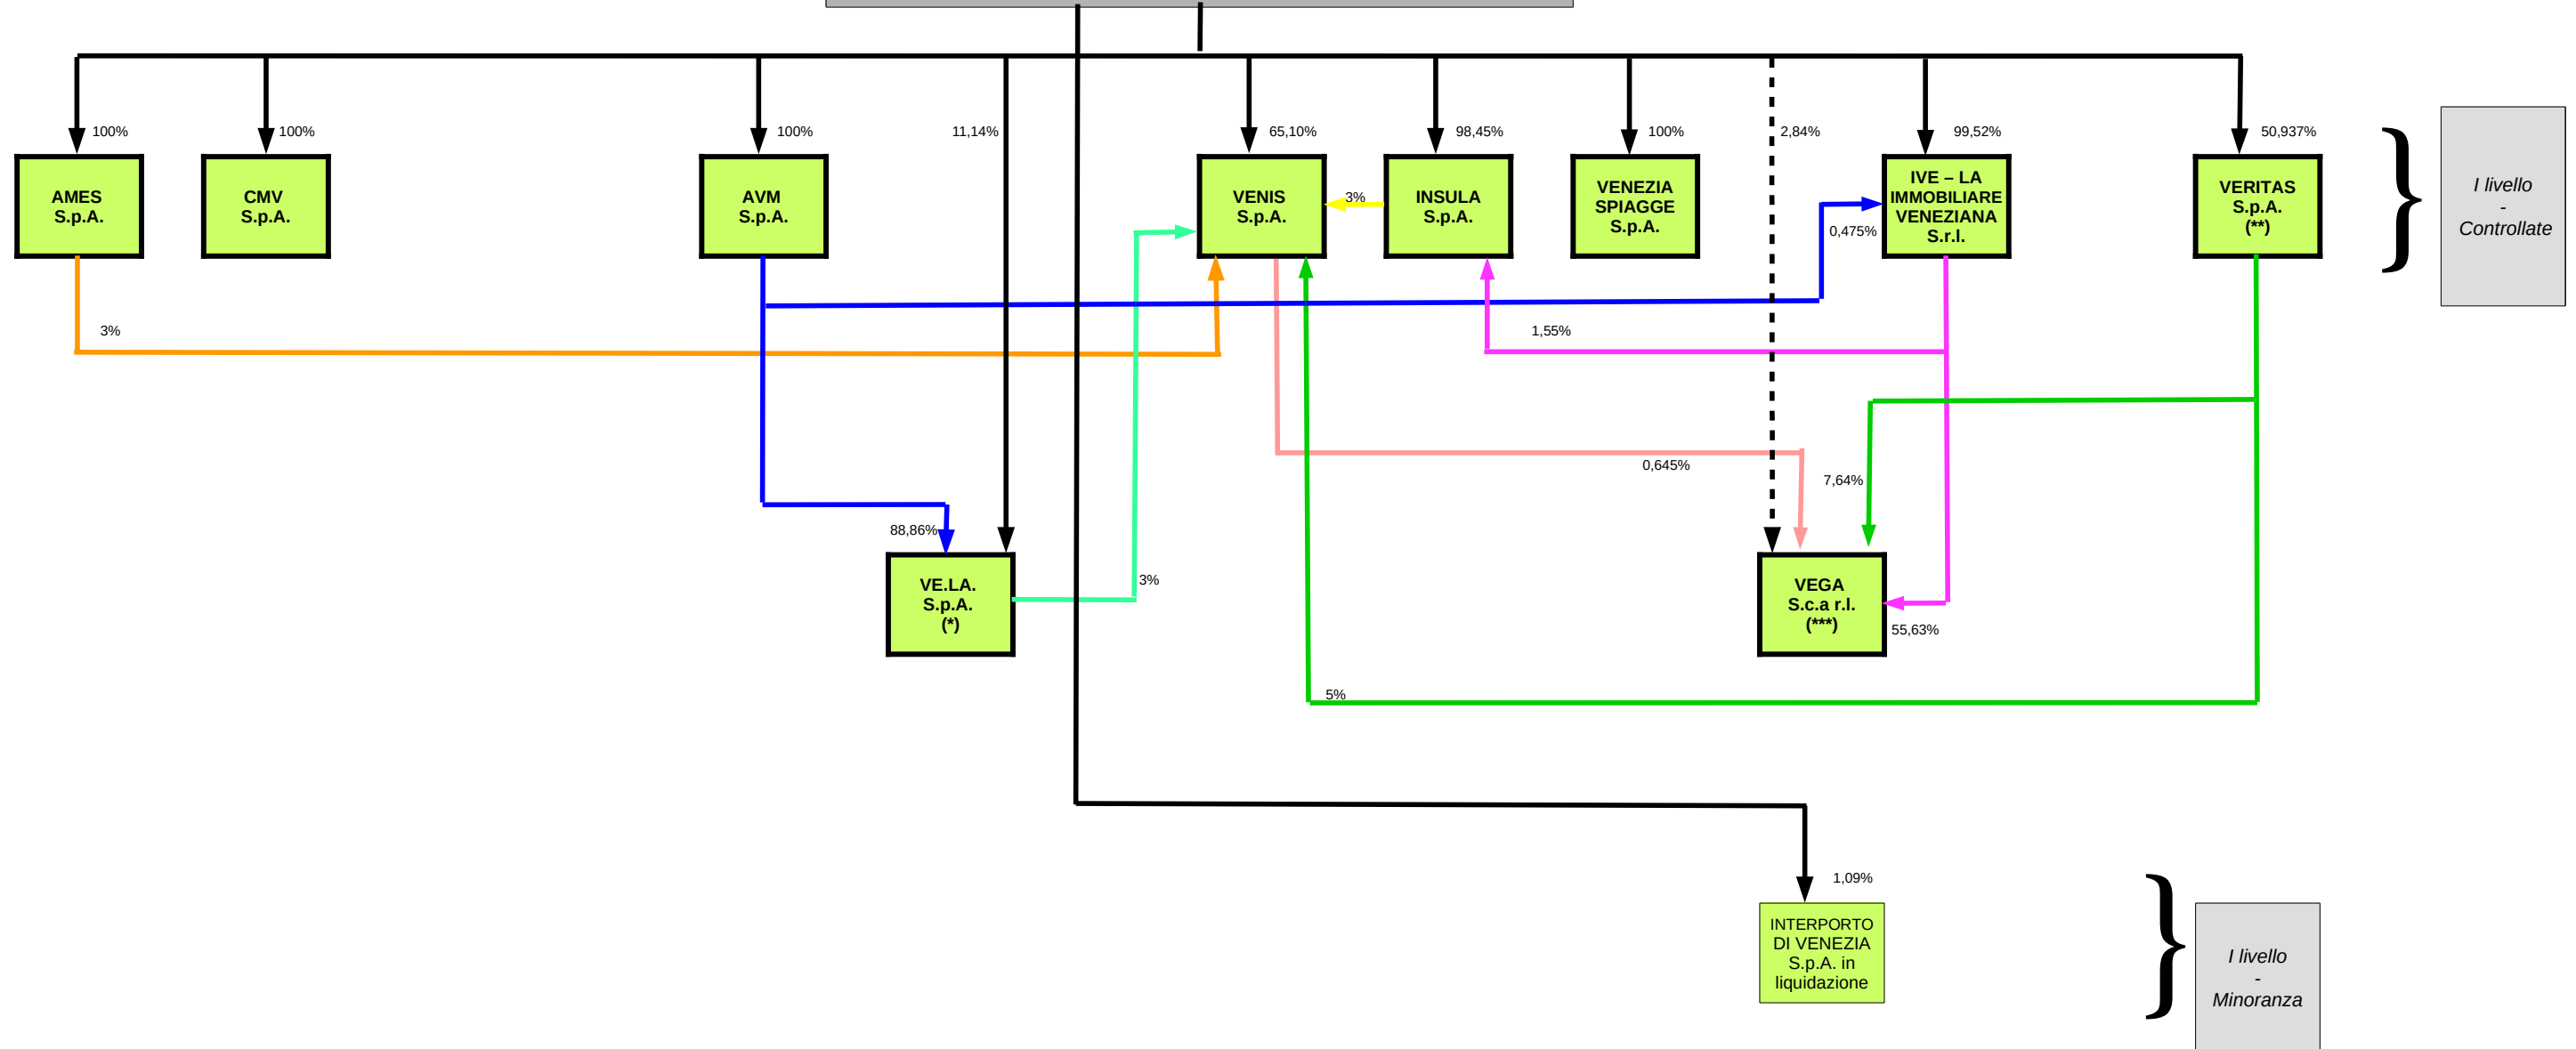 100%
100%
100%
11,14%
65,10%
98,45%
100%
2,84%
99,52%
50,937%
AMES
S.p.A.
CMV
S.p.A.
AVM
S.p.A.
VENIS
S.p.A.
3%
INSULA
S.p.A.
VENEZIA
SPIAGGE
S.p.A.
0,475%
IVE – LA
IMMOBILIARE
VENEZIANA
S.r.l.
VERITAS
S.p.A.
(**)
I livello
-
Controllate
3%
1,55%
0,645%
7,64%
88,86%
VE.LA.
S.p.A.
(*)
3%
VEGA
S.c.a r.l.
(***)
55,63%
5%
1,09%
INTERPORTO
DI VENEZIA
S.p.A. in
liquidazione
I livello
-
Minoranza